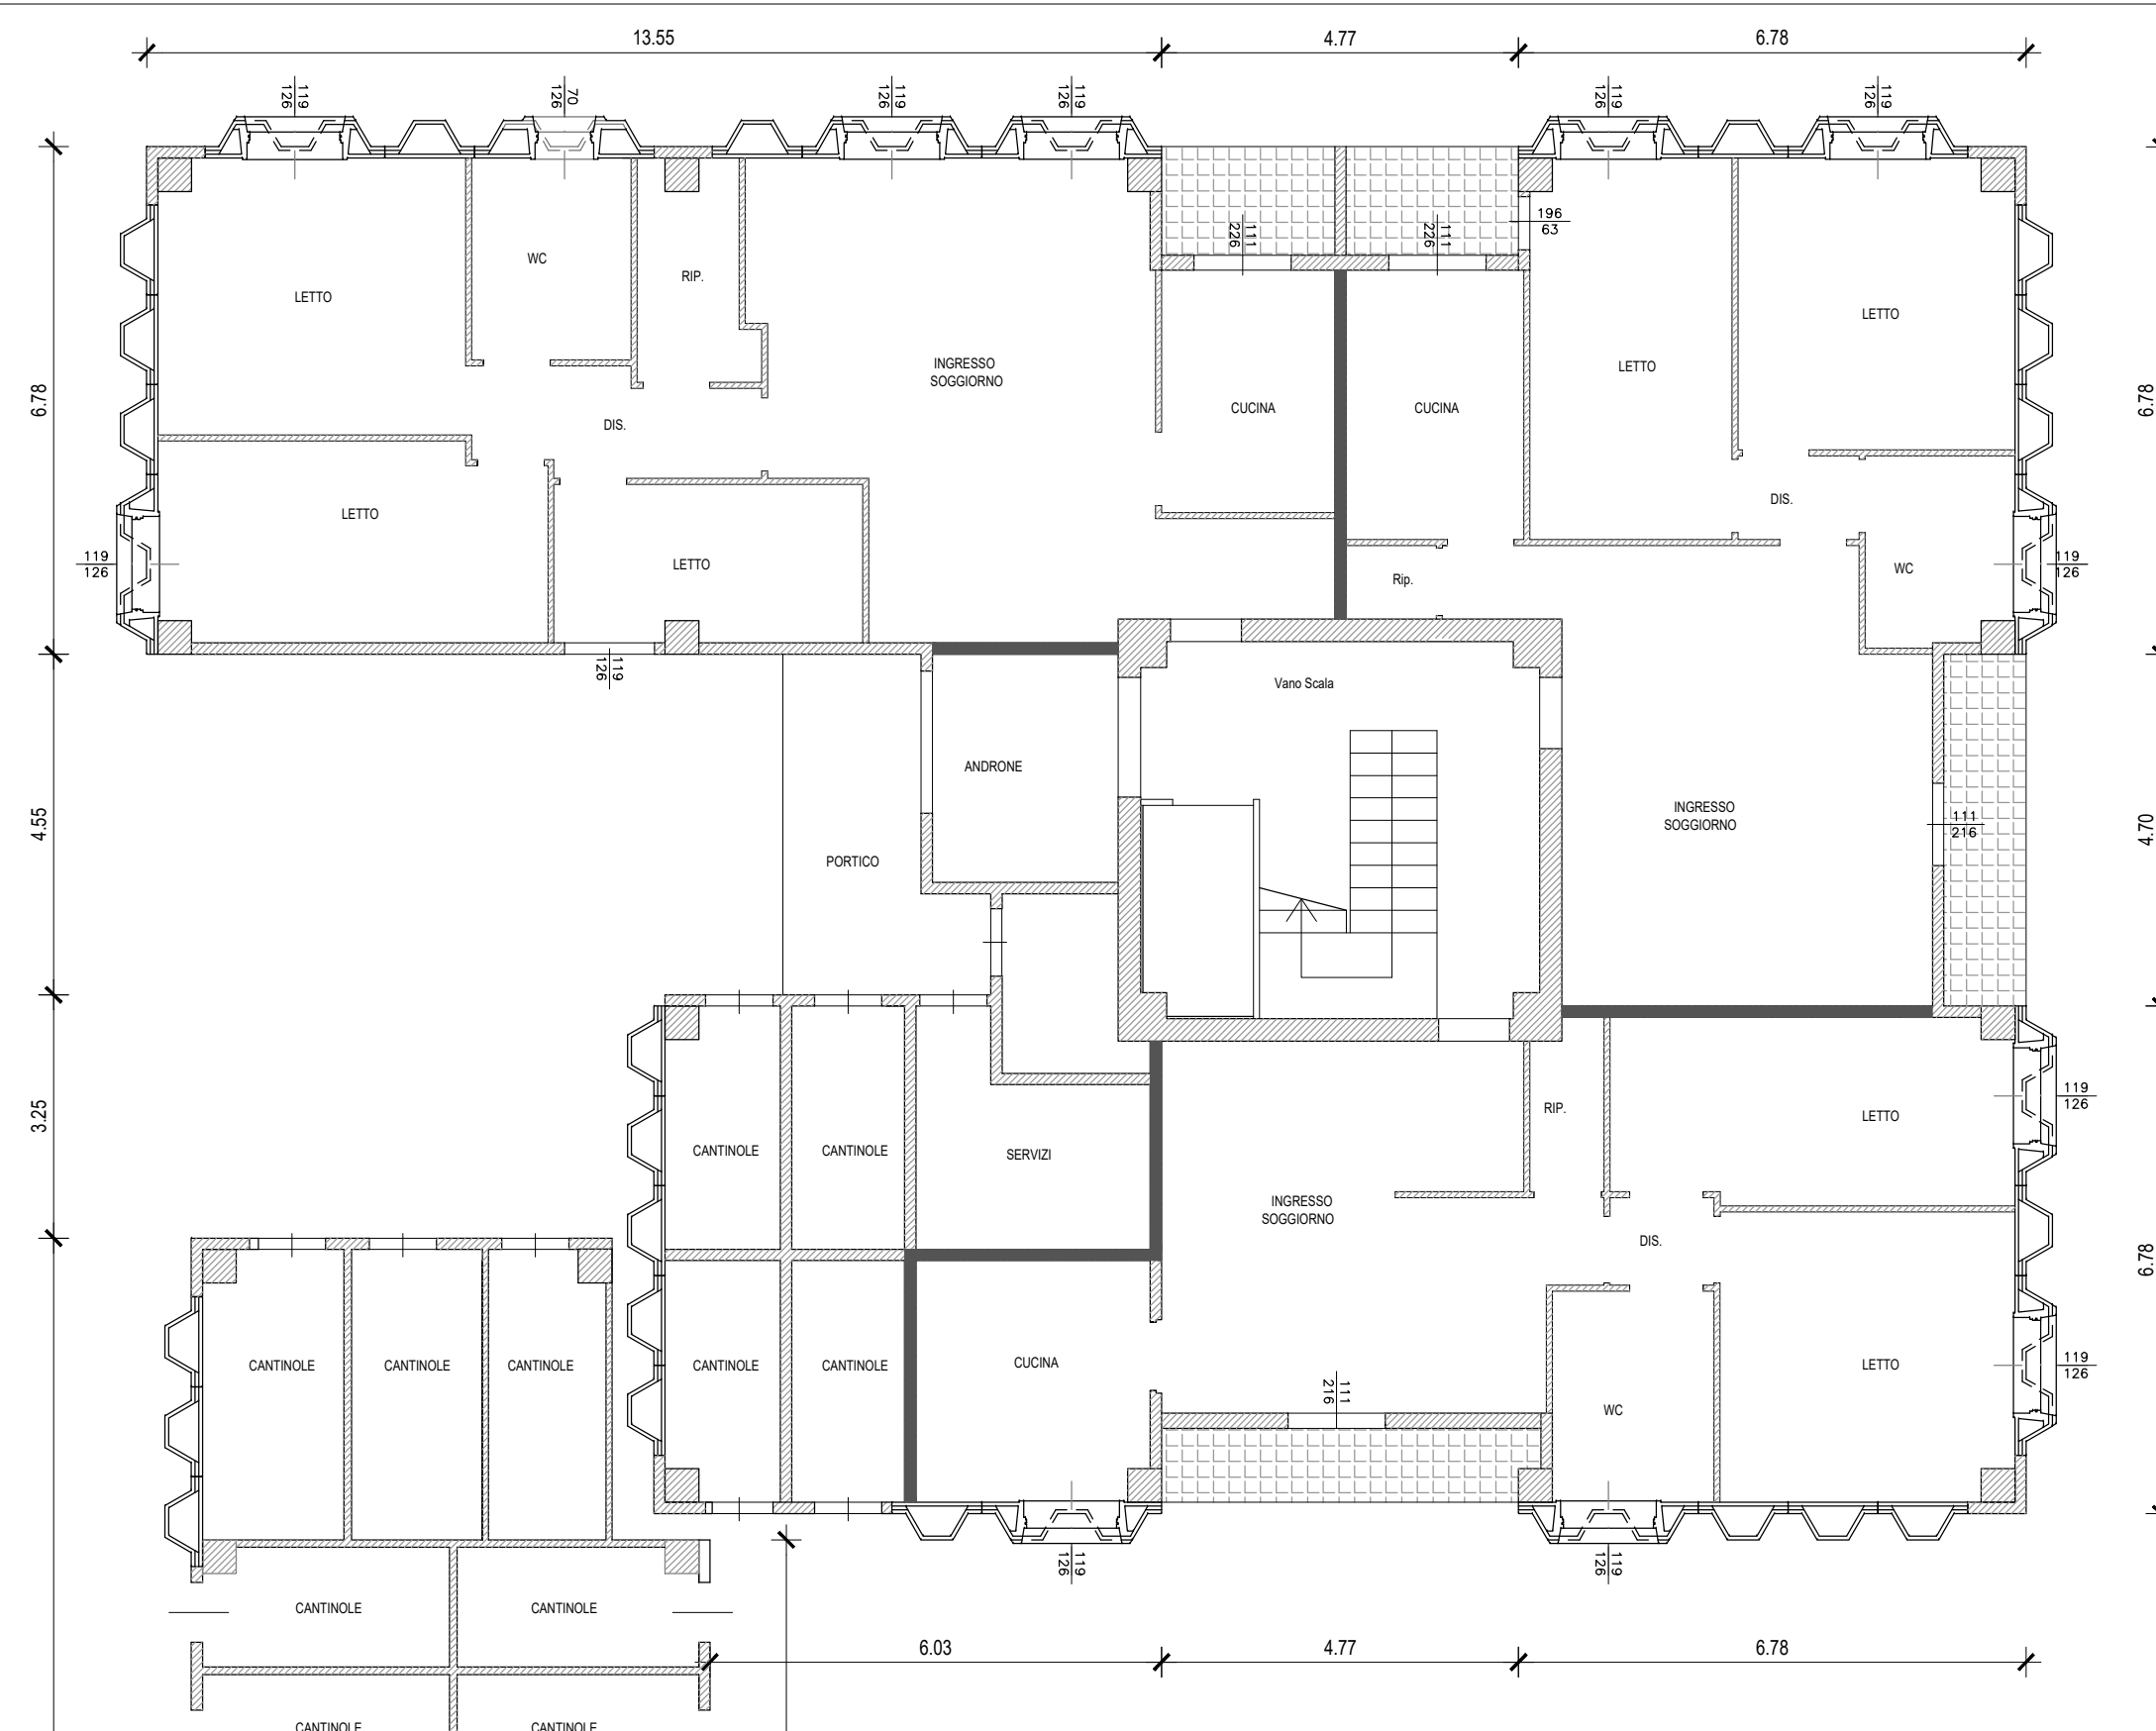 13.55
4.77
6.78
119
126
70
126
119
126
119
126
119
126
119
126
196
63
111
226
111
226
WC
RIP.
LETTO
LETTO
INGRESSO
SOGGIORNO
LETTO
6.78
6.78
CUCINA
CUCINA
DIS.
DIS.
LETTO
LETTO
119
126
Rip.
WC
119
126
119
126
Vano Scala
ANDRONE
INGRESSO
SOGGIORNO
4.55
111
216
4.70
PORTICO
119
126
3.25
RIP.
LETTO
CANTINOLE
CANTINOLE
SERVIZI
INGRESSO
SOGGIORNO
DIS.
6.78
CANTINOLE
CANTINOLE
CANTINOLE
CANTINOLE
CANTINOLE
CUCINA
LETTO
119
126
111
216
WC
119
126
119
126
CANTINOLE
CANTINOLE
6.03
4.77
6.78
CANTINOLE
CANTINOLE